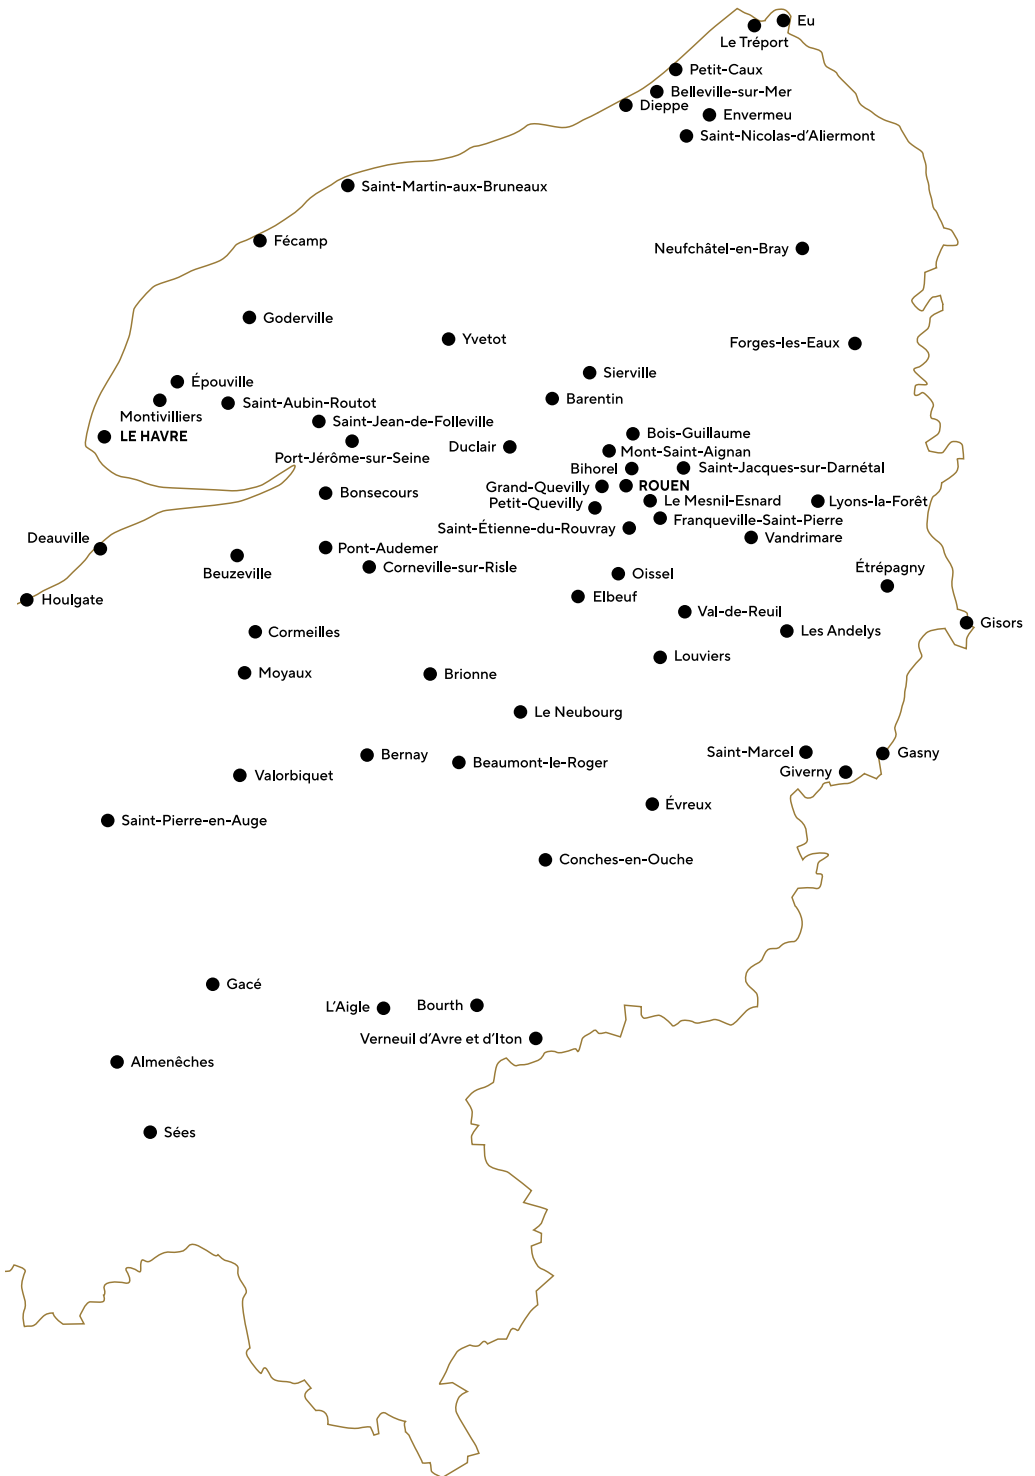 Eu
Le Tréport
Petit-Caux
Belleville-sur-Mer
Dieppe
Envermeu
Saint-Nicolas-d'Aliermont
Saint-Martin-aux-Bruneaux
Fécamp
Neufchâtel-en-Bray
Goderville
Yvetot
Forges-les-Eaux
Sierville
Épouville
Barentin
Saint-Aubin-Routot
Montivilliers
Saint-Jean-de-Folleville
LE HAVRE
Bois-Guillaume
Duclair
Mont-Saint-Aignan
Port-Jérôme-sur-Seine
Bihorel
Saint-Jacques-sur-Darnétal
Grand-Quevilly
ROUEN
Bonsecours
Petit-Quevilly
Le Mesnil-Esnard
Lyons-la-Forêt
Franqueville-Saint-Pierre
Saint-Étienne-du-Rouvray
Vandrimare
Deauville
Pont-Audemer
Beuzeville
Corneville-sur-Risle
Étrépagny
Oissel
Elbeuf
Houlgate
Val-de-Reuil
Gisors
Cormeilles
Les Andelys
Louviers
Moyaux
Brionne
Le Neubourg
Saint-Marcel
Gasny
Bernay
Beaumont-le-Roger
Giverny
Valorbiquet
Évreux
Saint-Pierre-en-Auge
Conches-en-Ouche
Gacé
L'Aigle
Bourth
Verneuil d'Avre et d'Iton
Almenêches
Sées